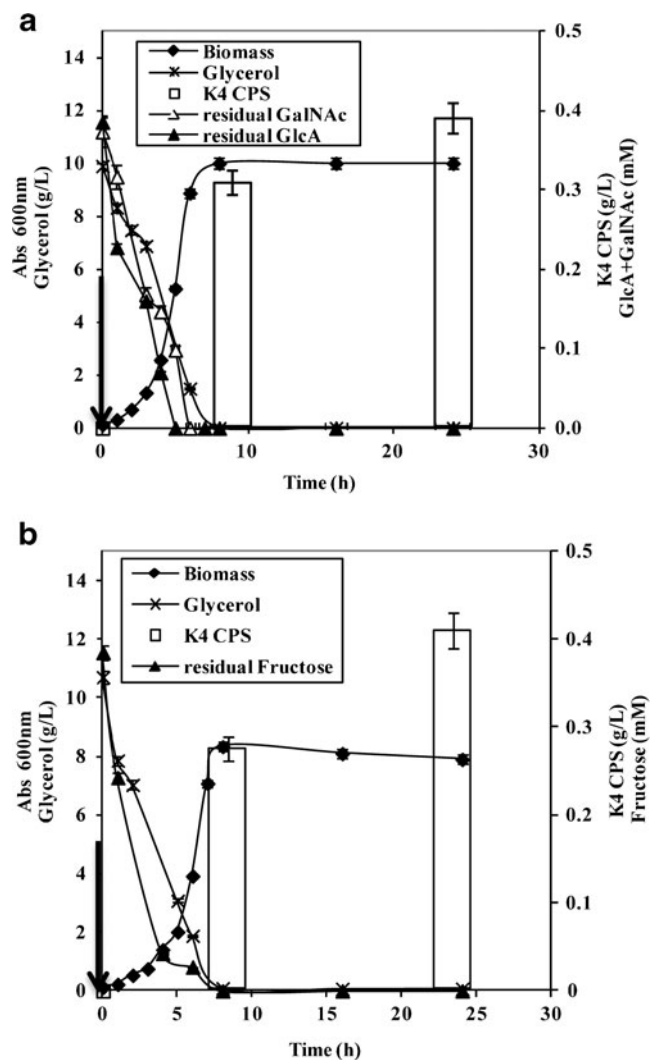 a
Biomass
Glycerol
K4 CPS
residual GalNAc
residual GlcA
14
12
10
8
6
4
2
0
0.5
0.4
0.3
0.2
0.1
0.0
0
10
20
30
Abs 600nm
Glycerol (g/L)
K4 CPS (g/L)
GlcA+GalNAc (mM)
Time (h)
b
Biomass
Glycerol
K4 CPS
residual Fructose
14
12
10
8
6
4
2
0
0.5
0.4
0.3
0.2
0.1
0
0
5
10
15
20
25
30
Abs 600nm
Glycerol (g/L)
K4 CPS (g/L)
Fructose (mM)
Time (h)